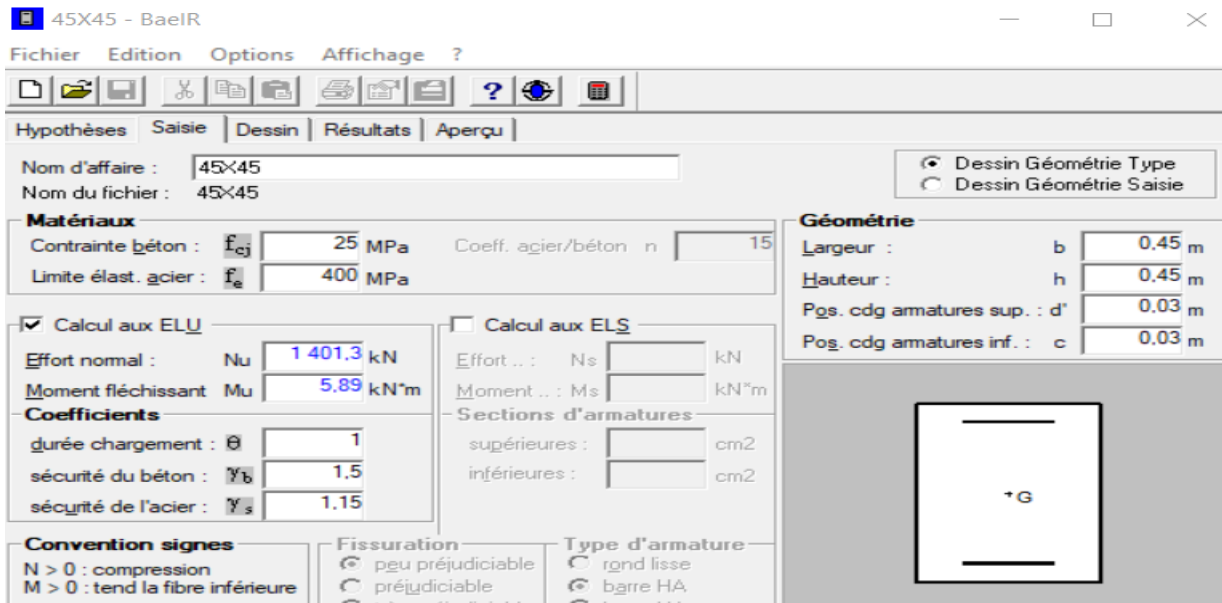 45X45 - BaelR
Fichier Edition Options Affichage ?
Hypothèses Saisie Dessin Résultats Aperçu
Nom d'affaire : 45X45
Nom du fichier : 45X45
Dessin Géométrie Type
Dessin Géométrie Saisie
Matériaux
Contrainte béton : fcj 25 MPa Coeff. acier/béton n 15
Limite élast. acier : fe 400 MPa
Géométrie
Largeur : b 0.45 m
Hauteur : h 0.45 m
Pos. cdg armatures sup. : d' 0.03 m
Pos. cdg armatures inf. : c 0.03 m
Calcul aux ELU
Effort normal : Nu 1 401,3 kN
Moment fléchissant Mu 5.89 kN*m
Coefficients
durée chargement : θ 1
sécurité du béton : γb 1,5
sécurité de l'acier : γs 1.15
Calcul aux ELS
Effort .. : Ns kN
Moment .. : Ms kN*m
Sections d'armatures
supérieures : cm2
inférieures : cm2
+G
Convention signes
N > 0 : compression
M > 0 : tend la fibre inférieure
Fissuration
peu préjudiciable
préjudiciable
Type d'armature
rond lisse
barre HA